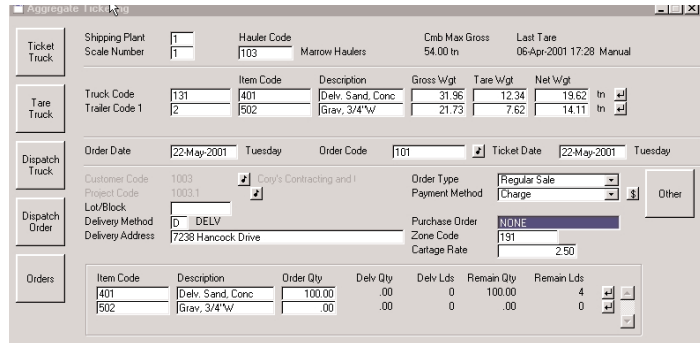 Aggregate Ticketing
Ticket Truck
Shipping Plant 1 Hauler Code Cmb Max Gross Last Tare
Scale Number 1 103 Marrow Haulers 54.00 tn 06-Apr-2001 17:28 Manual
Item Code Description Gross Wgt Tare Wgt Net Wgt
Tare Truck
Truck Code 131 401 Delv. Sand, Conc 31.96 12.34 19.62 tn
Trailer Code 1 2 502 Grav, 3/4"W 21.73 7.62 14.11 tn
Dispatch Truck
Order Date 22-May-2001 Tuesday Order Code 101 Ticket Date 22-May-2001 Tuesday
Customer Code 1003 Cory's Contracting and Order Type Regular Sale
Project Code 1003.1 Payment Method Charge $ Other
Lot/Block
Dispatch Order
Delivery Method D DELV Purchase Order NONE
Delivery Address 7238 Hancock Drive Zone Code 191
Cartage Rate 2.50
Orders
Item Code Description Order Qty Delv Qty Delv Lds Remain Qty Remain Lds
401 Delv. Sand, Conc 100.00 .00 0 100.00 4
502 Grav, 3/4"W .00 .00 0 .00 0